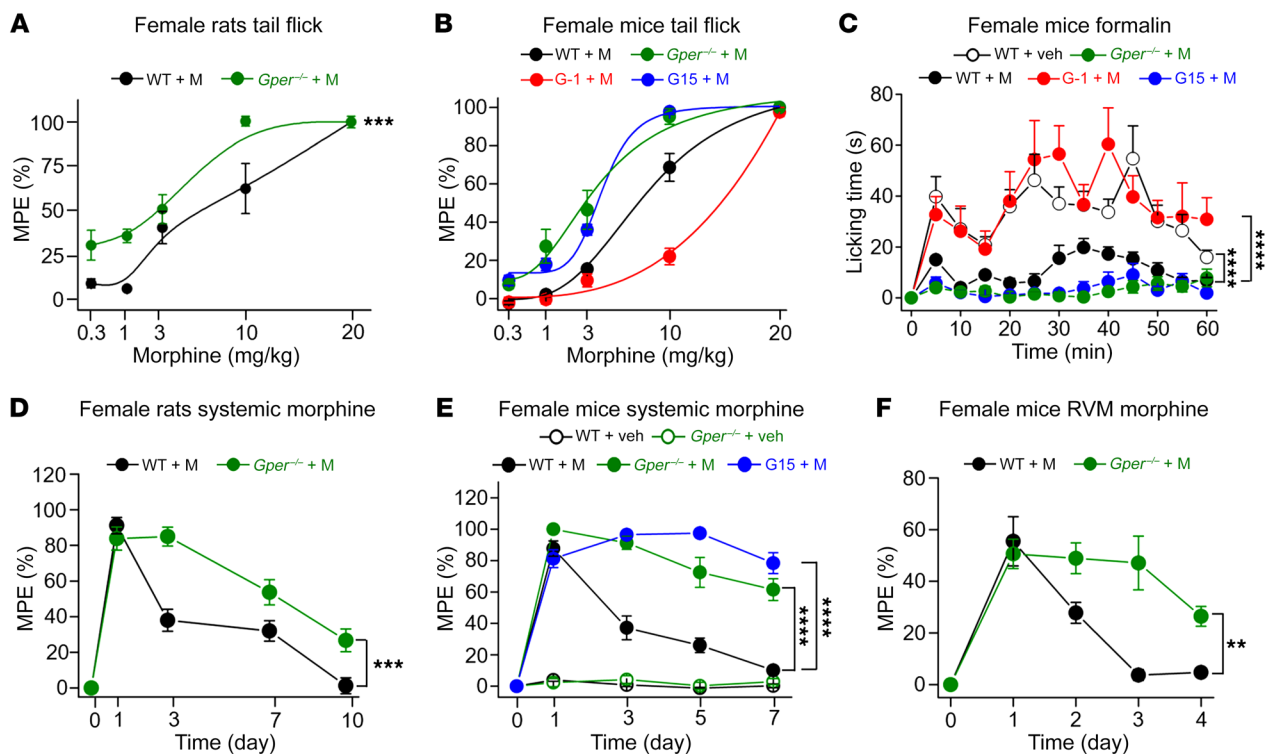 A
Female rats tail flick
WT + M
Gper–/– + M
MPE (%)
100
75
50
25
0
***
0.3 1 3 10 20
Morphine (mg/kg)
B
Female mice tail flick
WT + M
Gper–/– + M
G-1 + M
G15 + M
MPE (%)
100
80
60
40
20
0
0.3 1 3 10 20
Morphine (mg/kg)
C
Female mice formalin
WT + veh
Gper–/– + M
WT + M
G-1 + M
G15 + M
Licking time (s)
80
60
40
20
0
****
****
0 10 20 30 40 50 60
Time (min)
D
Female rats systemic morphine
WT + M
Gper–/– + M
MPE (%)
120
100
80
60
40
20
0
***
0 1 3 7 10
Time (day)
E
Female mice systemic morphine
WT + veh
Gper–/– + veh
WT + M
Gper–/– + M
G15 + M
MPE (%)
120
100
80
60
40
20
0
****
****
0 1 3 5 7
Time (day)
F
Female mice RVM morphine
WT + M
Gper–/– + M
MPE (%)
80
60
40
20
0
**
0 1 2 3 4
Time (day)